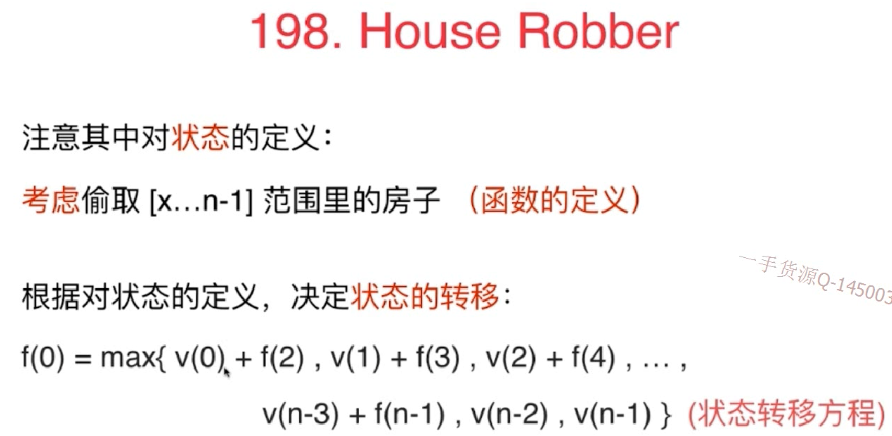 198. House Robber
注意其中对状态的定义：
考虑偷取 [x…n-1] 范围里的房子 （函数的定义）
一手货源Q-145003
根据对状态的定义，决定状态的转移：
f(0) = max{ v(0) + f(2) , v(1) + f(3) , v(2) + f(4) , … ,
v(n-3) + f(n-1) , v(n-2) , v(n-1) } (状态转移方程)